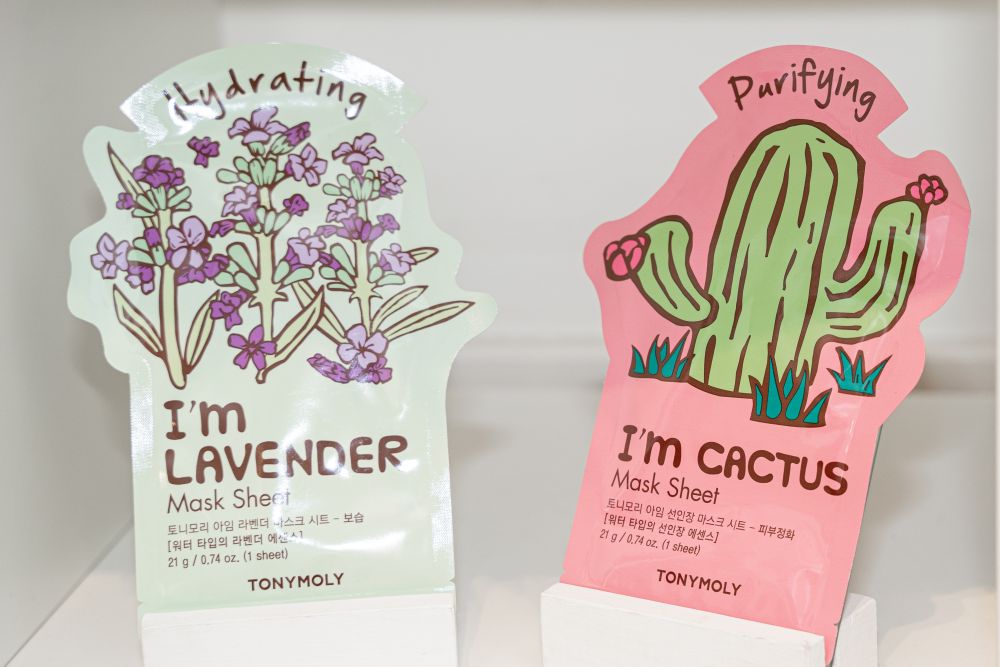 Hydrating
I'm
LAVENDER
Mask Sheet
토니모리 아임 라벤더 마스크 시트 - 보습
[워터 타입의 라벤더 에센스]
21 g / 0.74 oz. (1 sheet)
TONYMOLY
Purifying
I'm CACTUS
Mask Sheet
토니모리 아임 선인장 마스크 시트 - 피부정화
[워터 타입의 선인장 에센스]
21 g / 0.74 oz. (1 sheet)
TONYMOLY